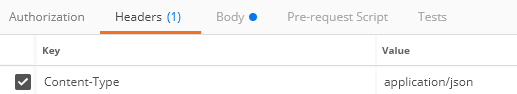 Authorization Headers (1) Body Pre-request Script Tests
Key Value
Content-Type application/json